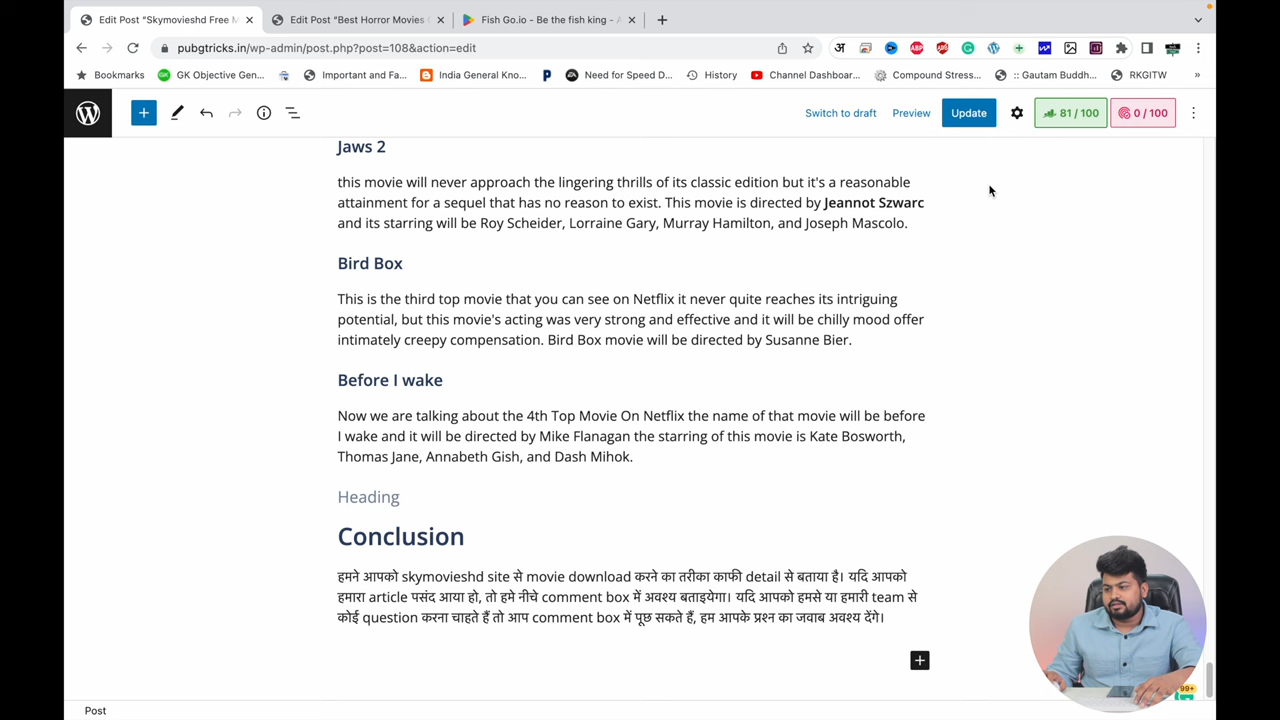 Edit Post “Skymovieshd Free M
Edit Post “Best Horror Movies
Fish Go.io - Be the fish king - A
pubgtricks.in/wp-admin/post.php?post=108&action=edit
Bookmarks
GK Objective Gen...
Important and Fa...
India General Kno...
Need for Speed D...
History
Channel Dashboar...
Compound Stress...
:: Gautam Buddh...
RKGITW
Switch to draft
Preview
Update
81 / 100
0 / 100
Jaws 2
this movie will never approach the lingering thrills of its classic edition but it's a reasonable
attainment for a sequel that has no reason to exist. This movie is directed by Jeannot Szwarc
and its starring will be Roy Scheider, Lorraine Gary, Murray Hamilton, and Joseph Mascolo.
Bird Box
This is the third top movie that you can see on Netflix it never quite reaches its intriguing
potential, but this movie's acting was very strong and effective and it will be chilly mood offer
intimately creepy compensation. Bird Box movie will be directed by Susanne Bier.
Before I wake
Now we are talking about the 4th Top Movie On Netflix the name of that movie will be before
I wake and it will be directed by Mike Flanagan the starring of this movie is Kate Bosworth,
Thomas Jane, Annabeth Gish, and Dash Mihok.
Heading
Conclusion
हमने आपको skymovieshd site से movie download करने का तरीका काफी detail से बताया है। यदि आपको
हमारा article पसंद आया हो, तो हमे नीचे comment box में अवश्य बताइयेगा। यदि आपको हमसे या हमारी team से
कोई question करना चाहते हैं तो आप comment box में पूछ सकते हैं, हम आपके प्रश्न का जवाब अवश्य देंगे।
99+
Post